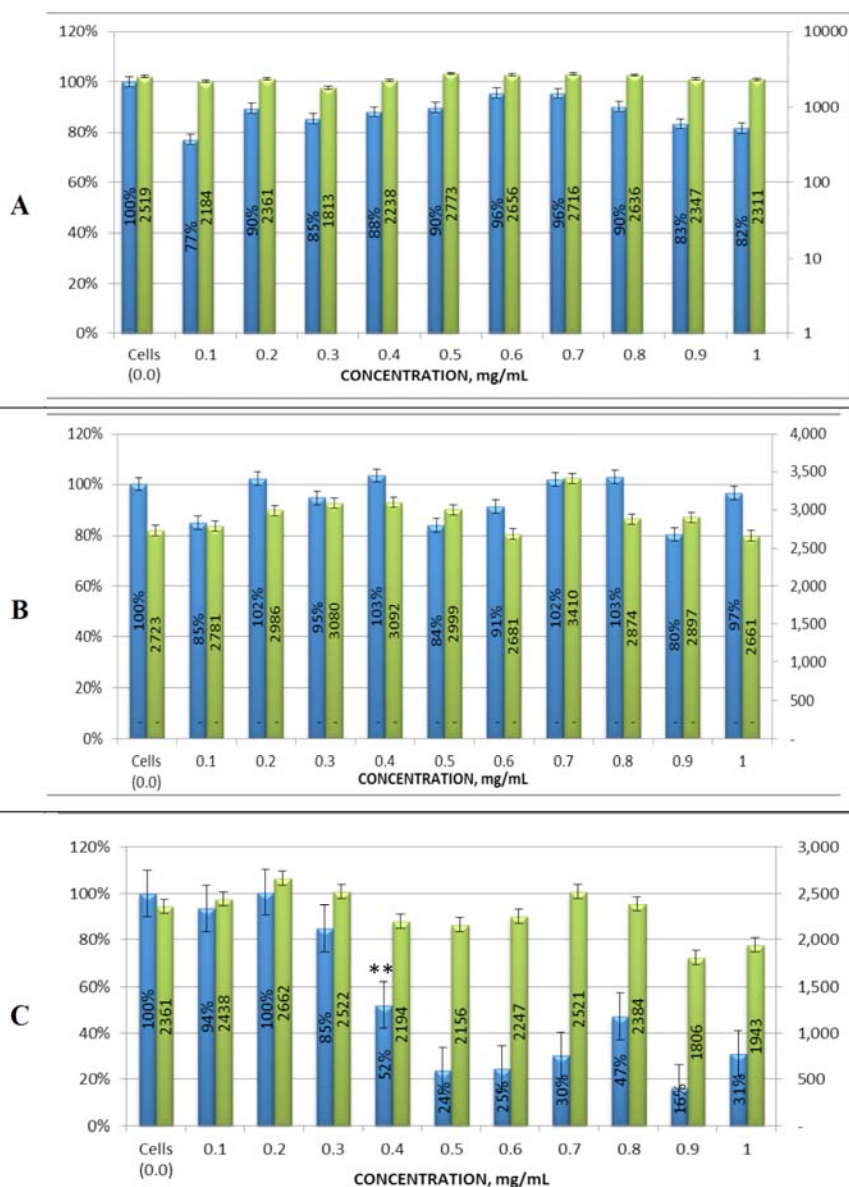 A
120% 10000
100% 1000
80%
60% 100
40% 10
20%
0% 1
100% 2519 77% 2184 90% 2361 85% 1813 88% 2238 90% 2773 96% 2656 96% 2716 90% 2636 83% 2347 82% 2311
Cells 0.1 0.2 0.3 0.4 0.5 0.6 0.7 0.8 0.9 1
(0.0)
CONCENTRATION, mg/mL
B
120% 4,000
3,500
100% 3,000
80% 2,500
60% 2,000
1,500
40% 1,000
20% 500
0% -
100% 2723 85% 2781 102% 2986 95% 3080 103% 3092 84% 2999 91% 2681 102% 3410 103% 2874 80% 2897 97% 2661
- - - - - - - - - - - - - - - - - - - - - -
Cells 0.1 0.2 0.3 0.4 0.5 0.6 0.7 0.8 0.9 1
(0.0)
CONCENTRATION, mg/mL
C
120% 3,000
100% 2,500
80% 2,000
60% 1,500
40% 1,000
20% 500
0% -
**
100% 2361 94% 2438 100% 2662 85% 2522 52% 2194 24% 2156 25% 2247 30% 2521 47% 2384 16% 1806 31% 1943
Cells 0.1 0.2 0.3 0.4 0.5 0.6 0.7 0.8 0.9 1
(0.0)
CONCENTRATION, mg/mL